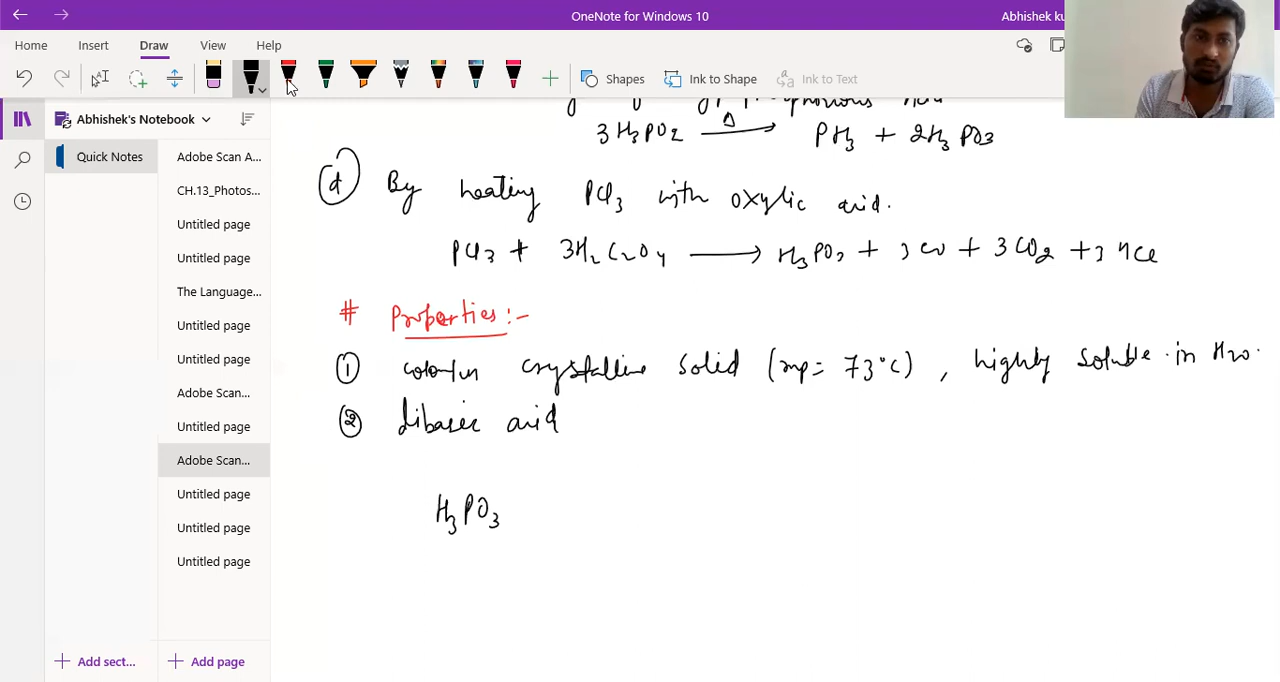 OneNote for Windows 10
Abhishek ku
Home Insert Draw View Help
Shapes Ink to Shape Ink to Text
Abhishek's Notebook
Quick Notes
Adobe Scan A...
CH.13_Photos...
Untitled page
Untitled page
The Language...
Untitled page
Untitled page
Adobe Scan...
Untitled page
Adobe Scan...
Untitled page
Untitled page
Untitled page
Add sect...
Add page
3H3PO2 —Δ→ PH3 + 2H3PO3
(d) By heating PCl3 with oxylic acid.
PCl3 + 3H2C2O4 → H3PO3 + 3CO + 3CO2 + 3HCl
# Properties :-
(1) colorless crystalline solid (mp = 73°C), highly soluble in H2O.
(2) dibasic acid
H3PO3